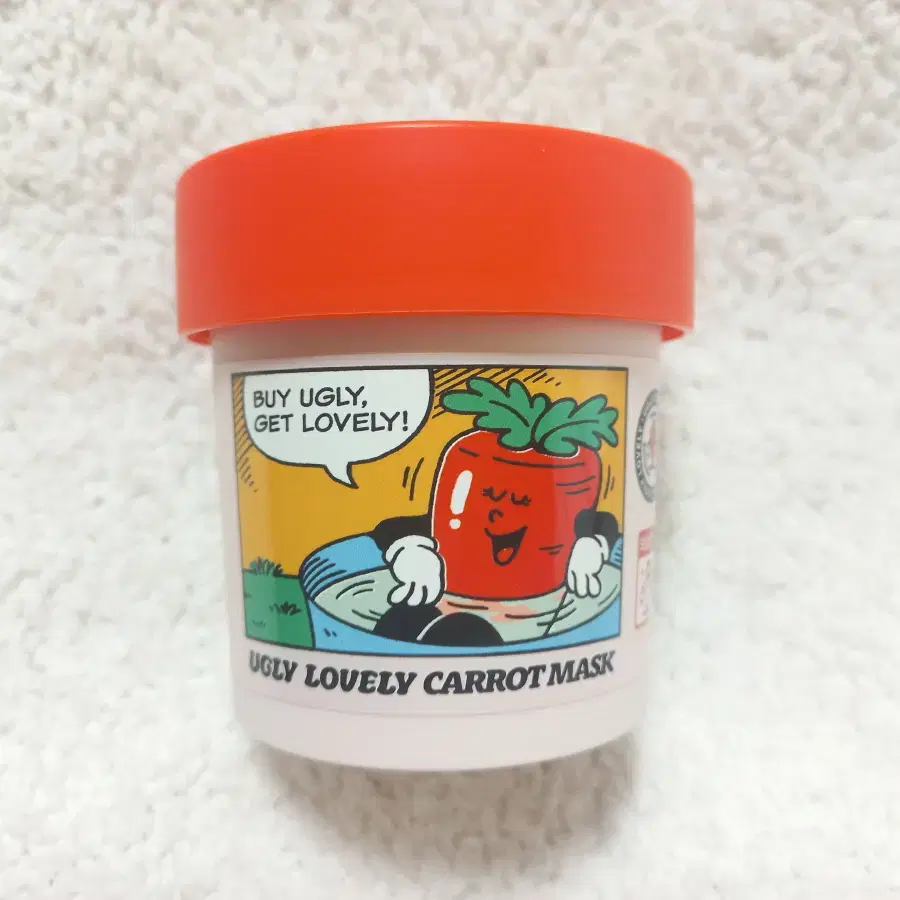 BUY UGLY,
GET LOVELY!
UGLY LOVELY CARROT MASK